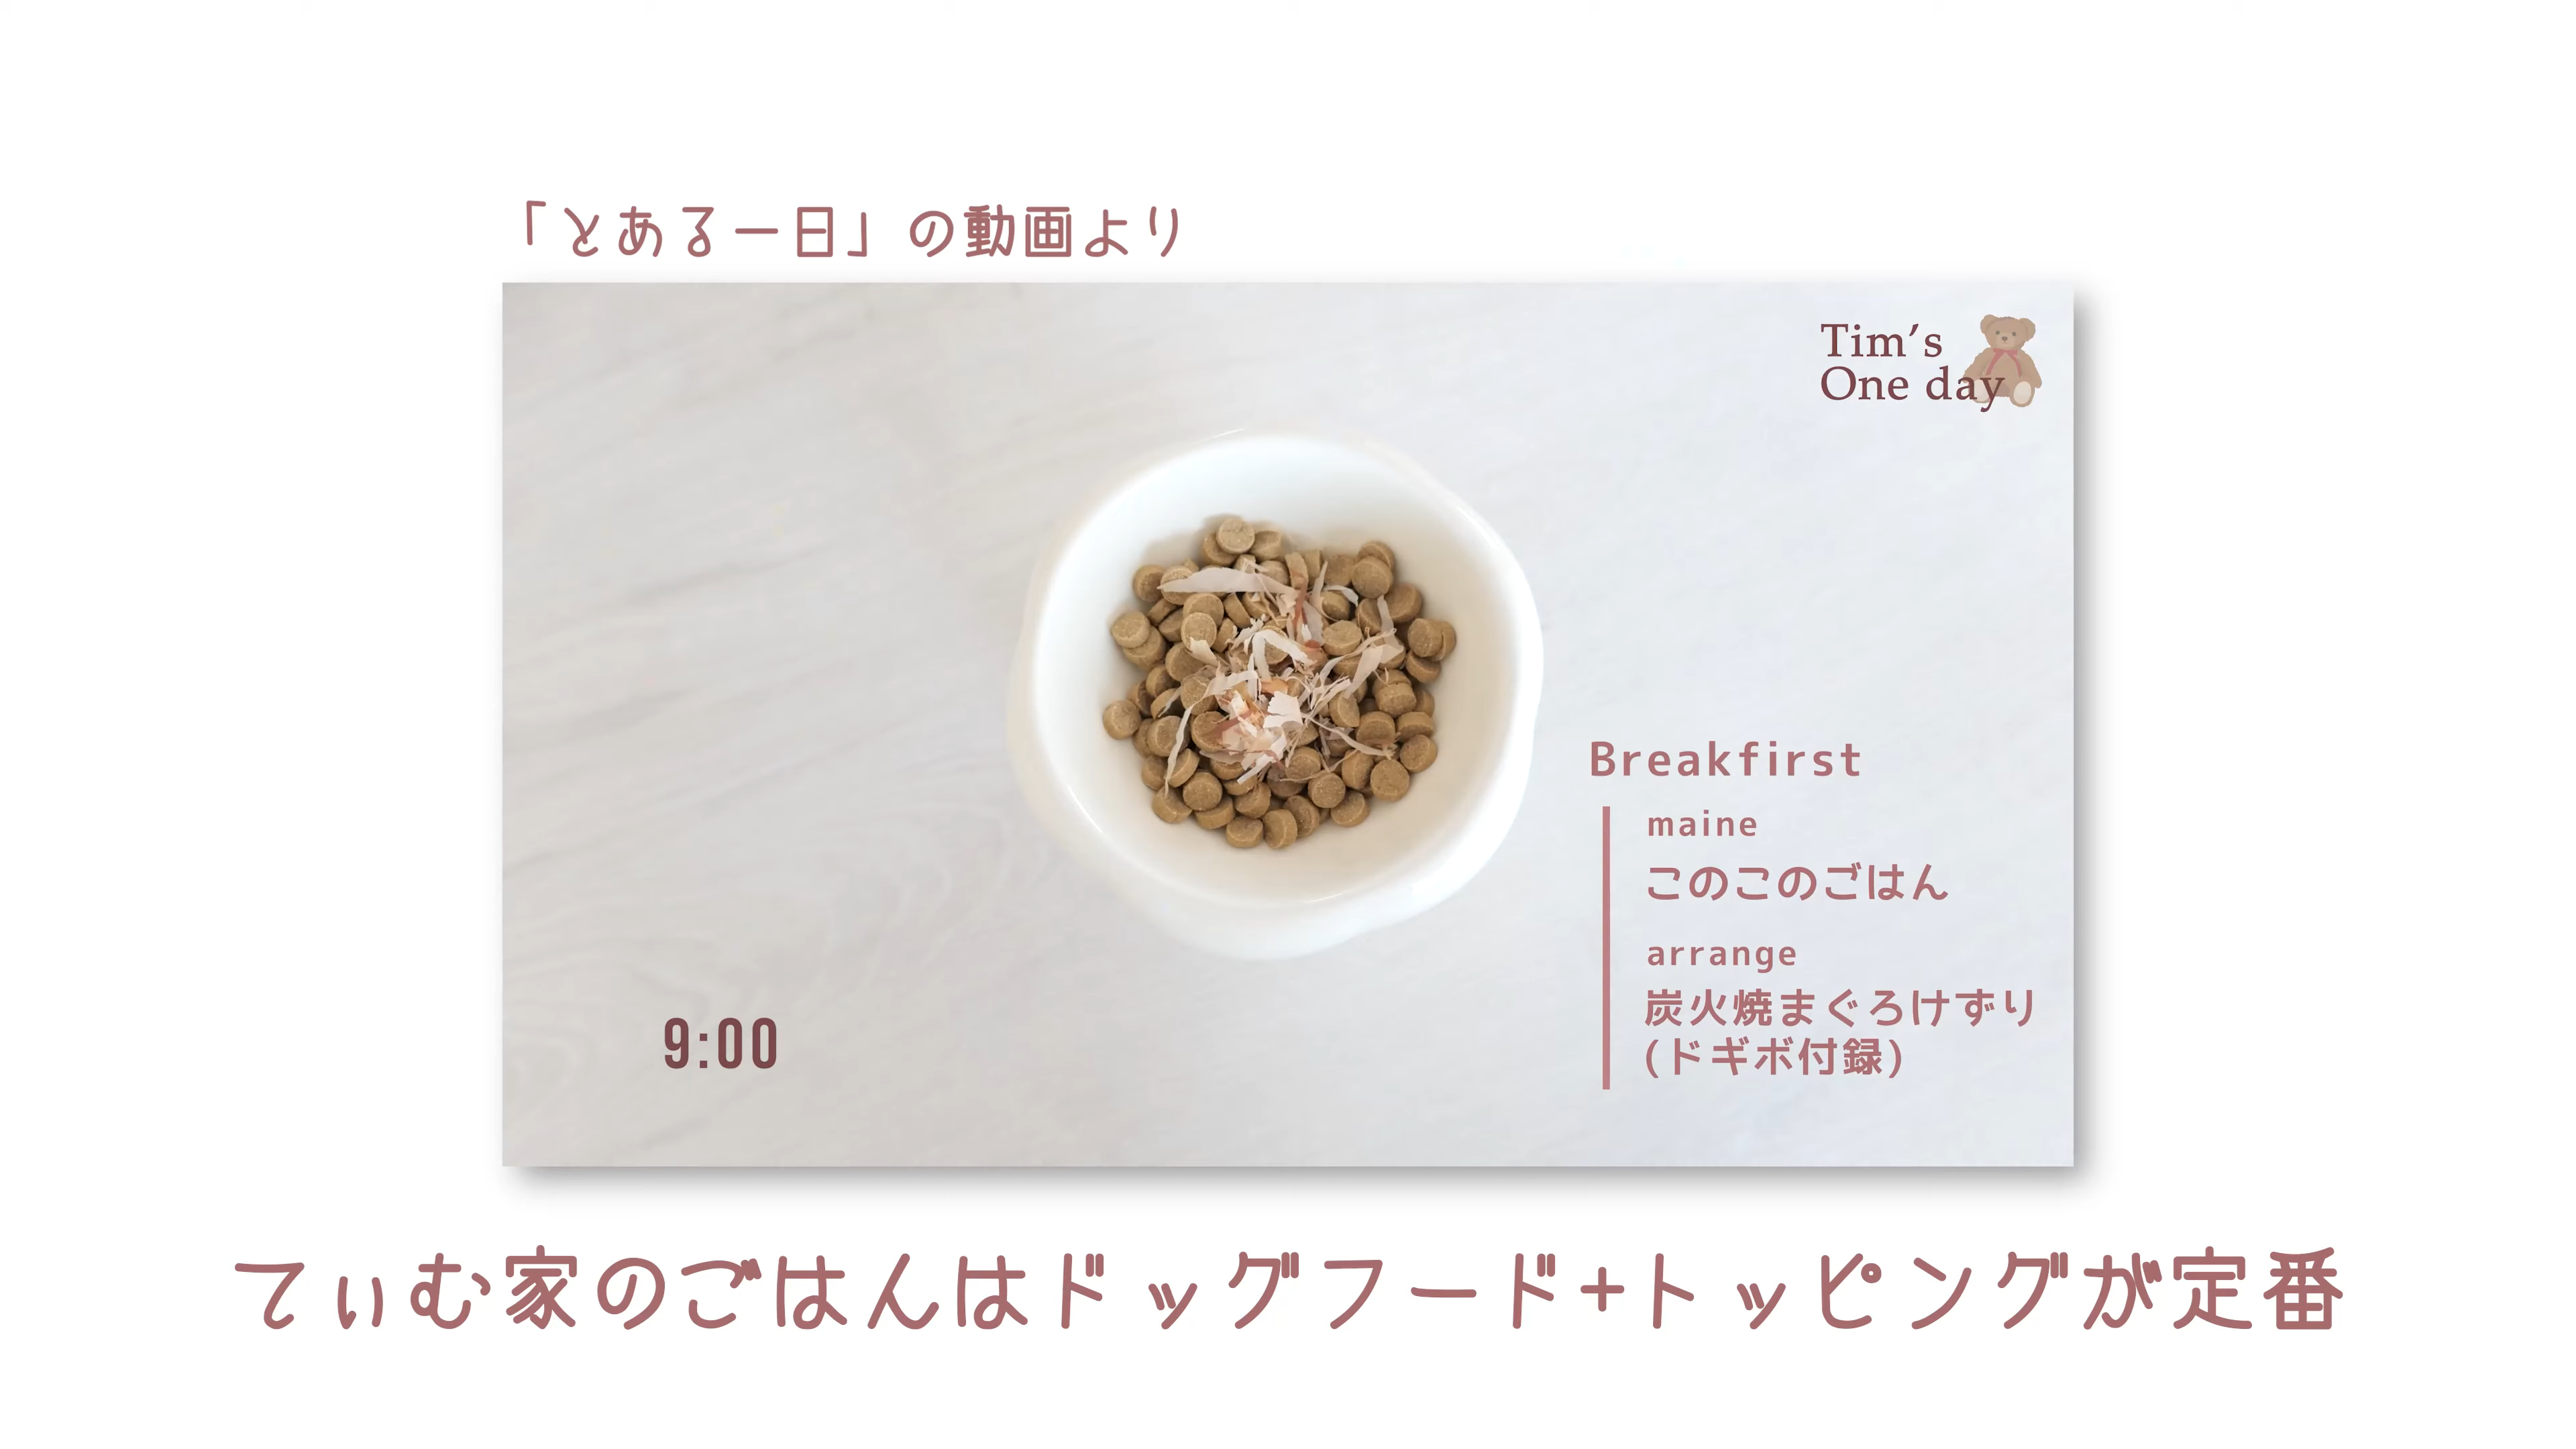 「とある一日」の動画より
Tim's
One day
Breakfirst
maine
このこのごはん
arrange
炭火焼まぐろけずり
(ドギボ付録)
9:00
てぃむ家のごはんはドッグフード+トッピングが定番